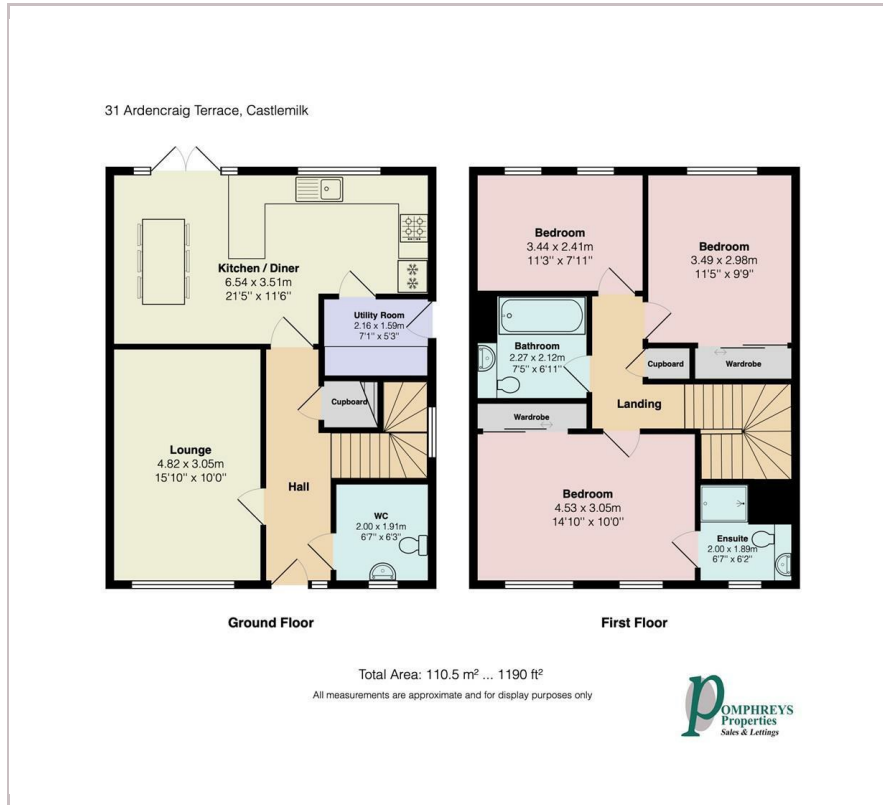 31 Ardencraig Terrace, Castlemilk
Kitchen / Diner
6.54 x 3.51m
21'5" x 11'6"
Utility Room
2.16 x 1.59m
7'1" x 5'3"
Cupboard
Lounge
4.82 x 3.05m
15'10" x 10'0"
Hall
WC
2.00 x 1.91m
6'7" x 6'3"
Ground Floor
Bedroom
3.44 x 2.41m
11'3" x 7'11"
Bedroom
3.49 x 2.98m
11'5" x 9'9"
Bathroom
2.27 x 2.12m
7'5" x 6'11"
Cupboard
Wardrobe
Landing
Wardrobe
Bedroom
4.53 x 3.05m
14'10" x 10'0"
Ensuite
2.00 x 1.89m
6'7" x 6'2"
First Floor
Total Area: 110.5 m² ... 1190 ft²
All measurements are approximate and for display purposes only
POMPHREYS
Properties
Sales & Lettings